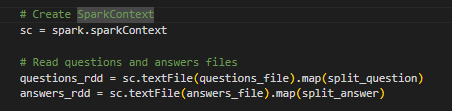 # Create SparkContext
sc = spark.sparkContext
# Read questions and answers files
questions_rdd = sc.textFile(questions_file).map(split_question)
answers_rdd = sc.textFile(answers_file).map(split_answer)